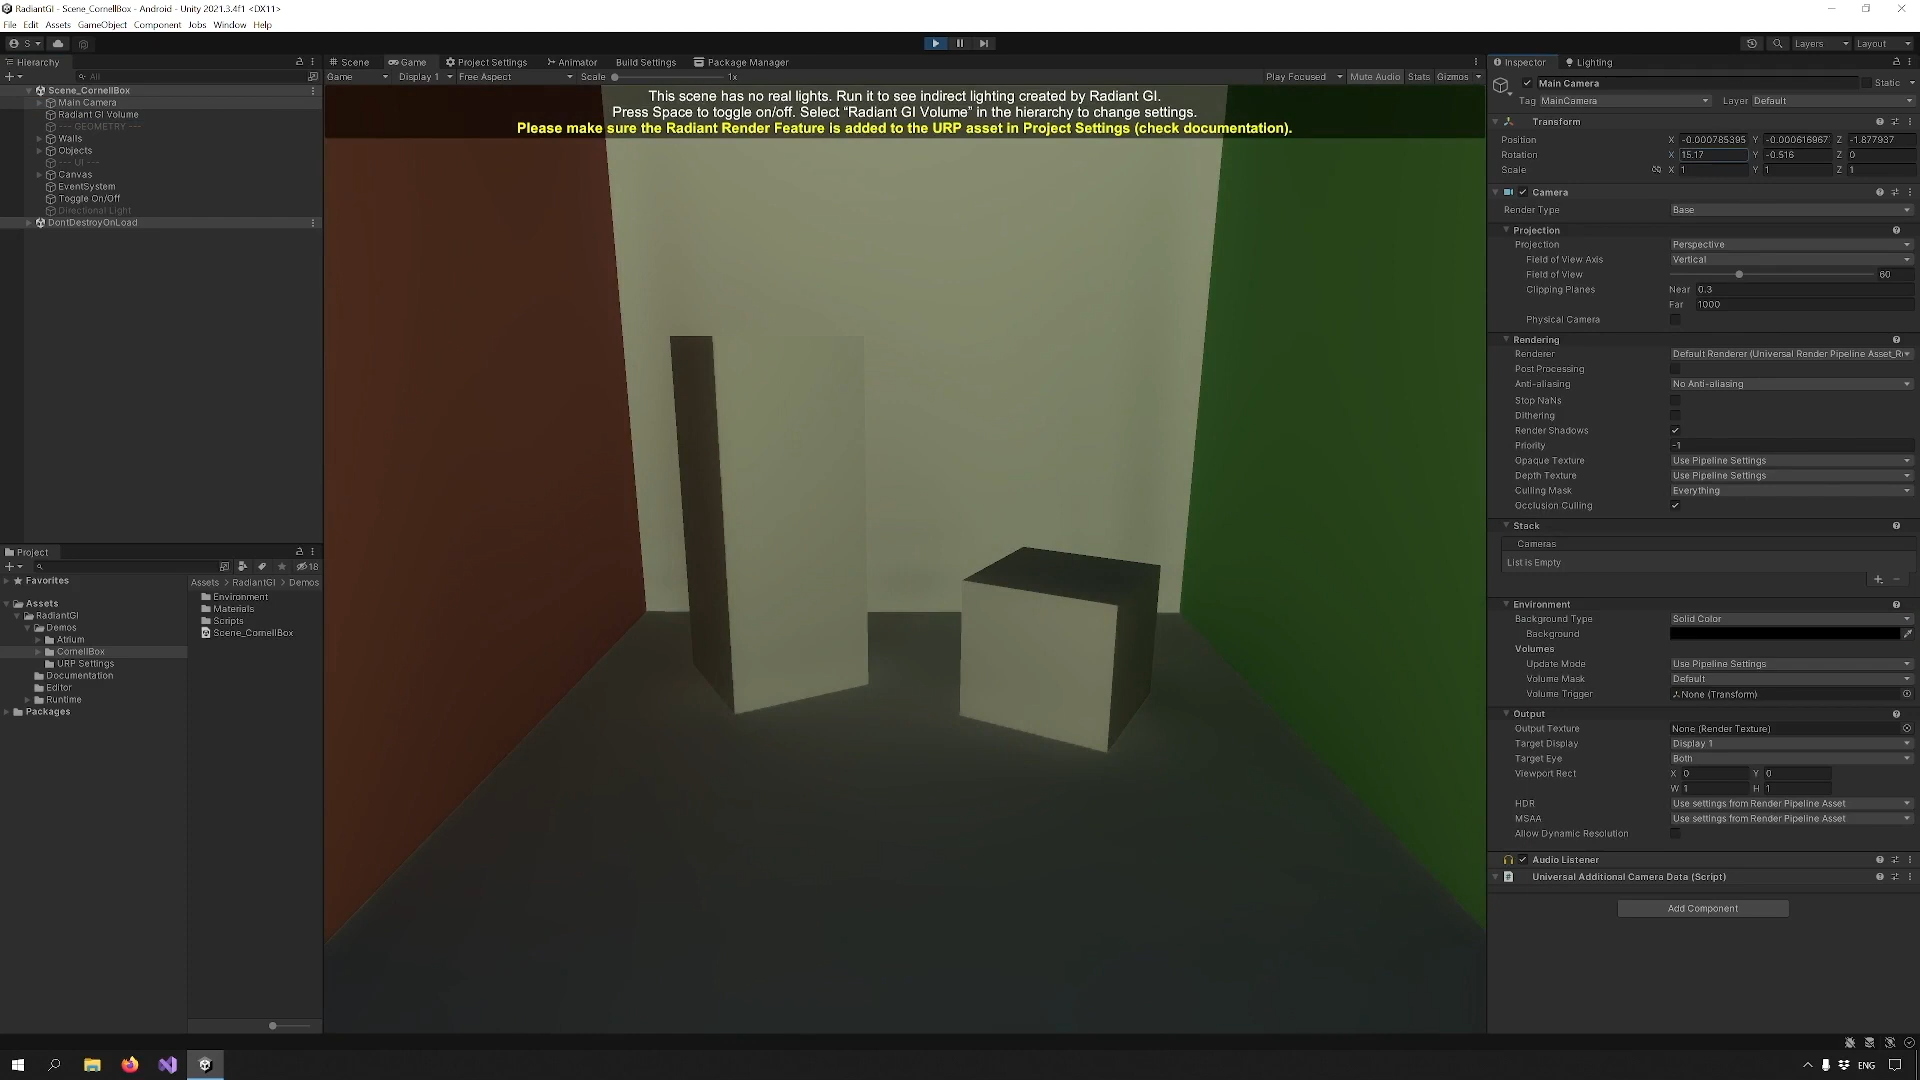 RadiantGI - Scene_CornellBox - Android - Unity 2021.3.4f1 <DX11>
File Edit Assets GameObject Component Jobs Window Help
S
Layers
Layout
Hierarchy
All
Scene_CornellBox
Main Camera
Radiant GI Volume
--- GEOMETRY ---
Walls
Objects
--- UI ---
Canvas
EventSystem
Toggle On/Off
Directional Light
DontDestroyOnLoad
Scene Game Project Settings Animator Build Settings Package Manager
Game Display 1 Free Aspect Scale 1x Play Focused Mute Audio Stats Gizmos
This scene has no real lights. Run it to see indirect lighting created by Radiant GI.
Press Space to toggle on/off. Select “Radiant GI Volume” in the hierarchy to change settings.
Please make sure the Radiant Render Feature is added to the URP asset in Project Settings (check documentation).
Project
18
Favorites
Assets
RadiantGI
Demos
Atrium
CornellBox
URP Settings
Documentation
Editor
Runtime
Packages
Assets > RadiantGI > Demos
Environment
Materials
Scripts
Scene_CornellBox
Inspector Lighting
Main Camera Static
Tag MainCamera Layer Default
Transform
Position X -0.000785395 Y -0.000616967 Z -1.877937
Rotation X 15.17 Y -0.516 Z 0
Scale X 1 Y 1 Z 1
Camera
Render Type Base
Projection
Projection Perspective
Field of View Axis Vertical
Field of View 60
Clipping Planes Near 0.3
Far 1000
Physical Camera
Rendering
Renderer Default Renderer (Universal Render Pipeline Asset_R
Post Processing
Anti-aliasing No Anti-aliasing
Stop NaNs
Dithering
Render Shadows
Priority -1
Opaque Texture Use Pipeline Settings
Depth Texture Use Pipeline Settings
Culling Mask Everything
Occlusion Culling
Stack
Cameras
List is Empty
Environment
Background Type Solid Color
Background
Volumes
Update Mode Use Pipeline Settings
Volume Mask Default
Volume Trigger None (Transform)
Output
Output Texture None (Render Texture)
Target Display Display 1
Target Eye Both
Viewport Rect X 0 Y 0
W 1 H 1
HDR Use settings from Render Pipeline Asset
MSAA Use settings from Render Pipeline Asset
Allow Dynamic Resolution
Audio Listener
Universal Additional Camera Data (Script)
Add Component
ENG